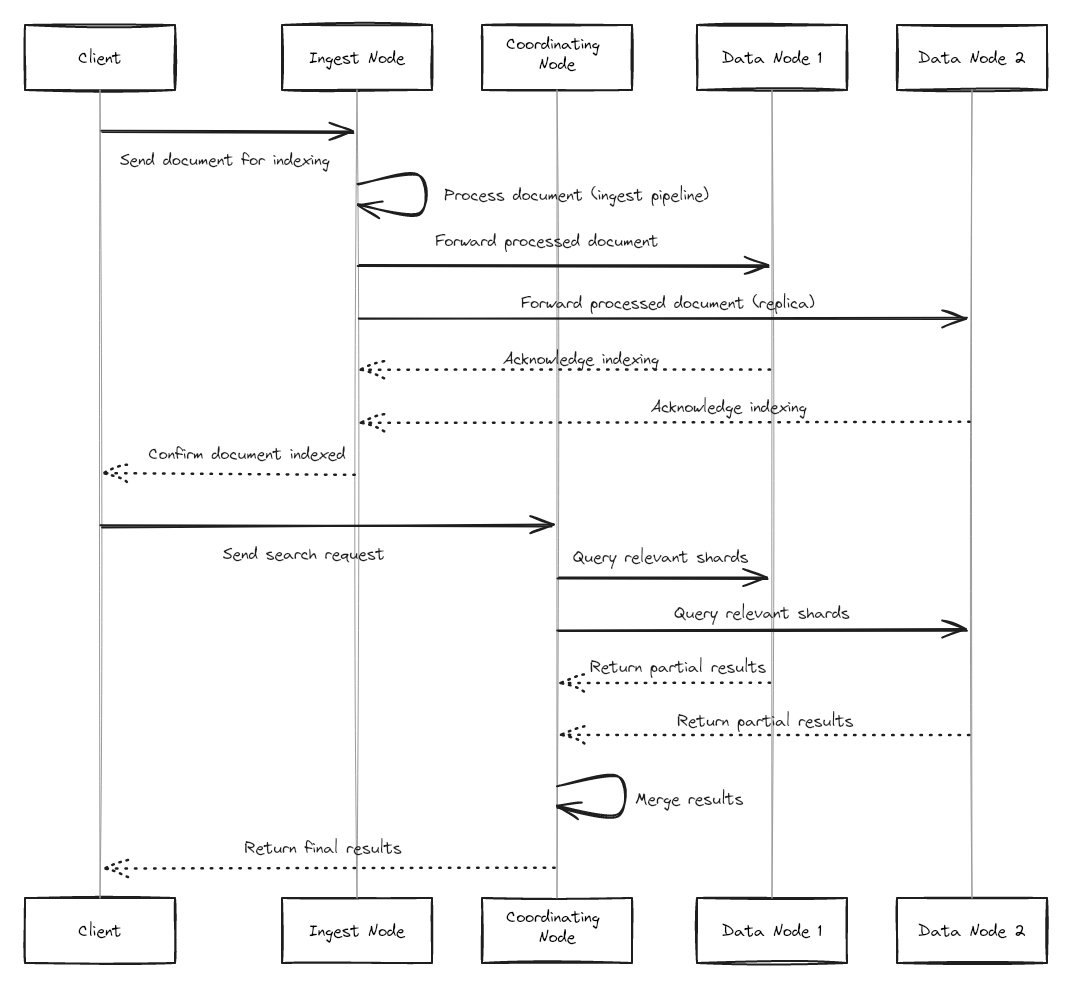 Client
Ingest Node
Coordinating
Node
Data Node 1
Data Node 2
Send document for indexing
Process document (ingest pipeline)
Forward processed document
Forward processed document (replica)
Acknowledge indexing
Acknowledge indexing
Confirm document indexed
Send search request
Query relevant shards
Query relevant shards
Return partial results
Return partial results
Merge results
Return final results
Client
Ingest Node
Coordinating
Node
Data Node 1
Data Node 2